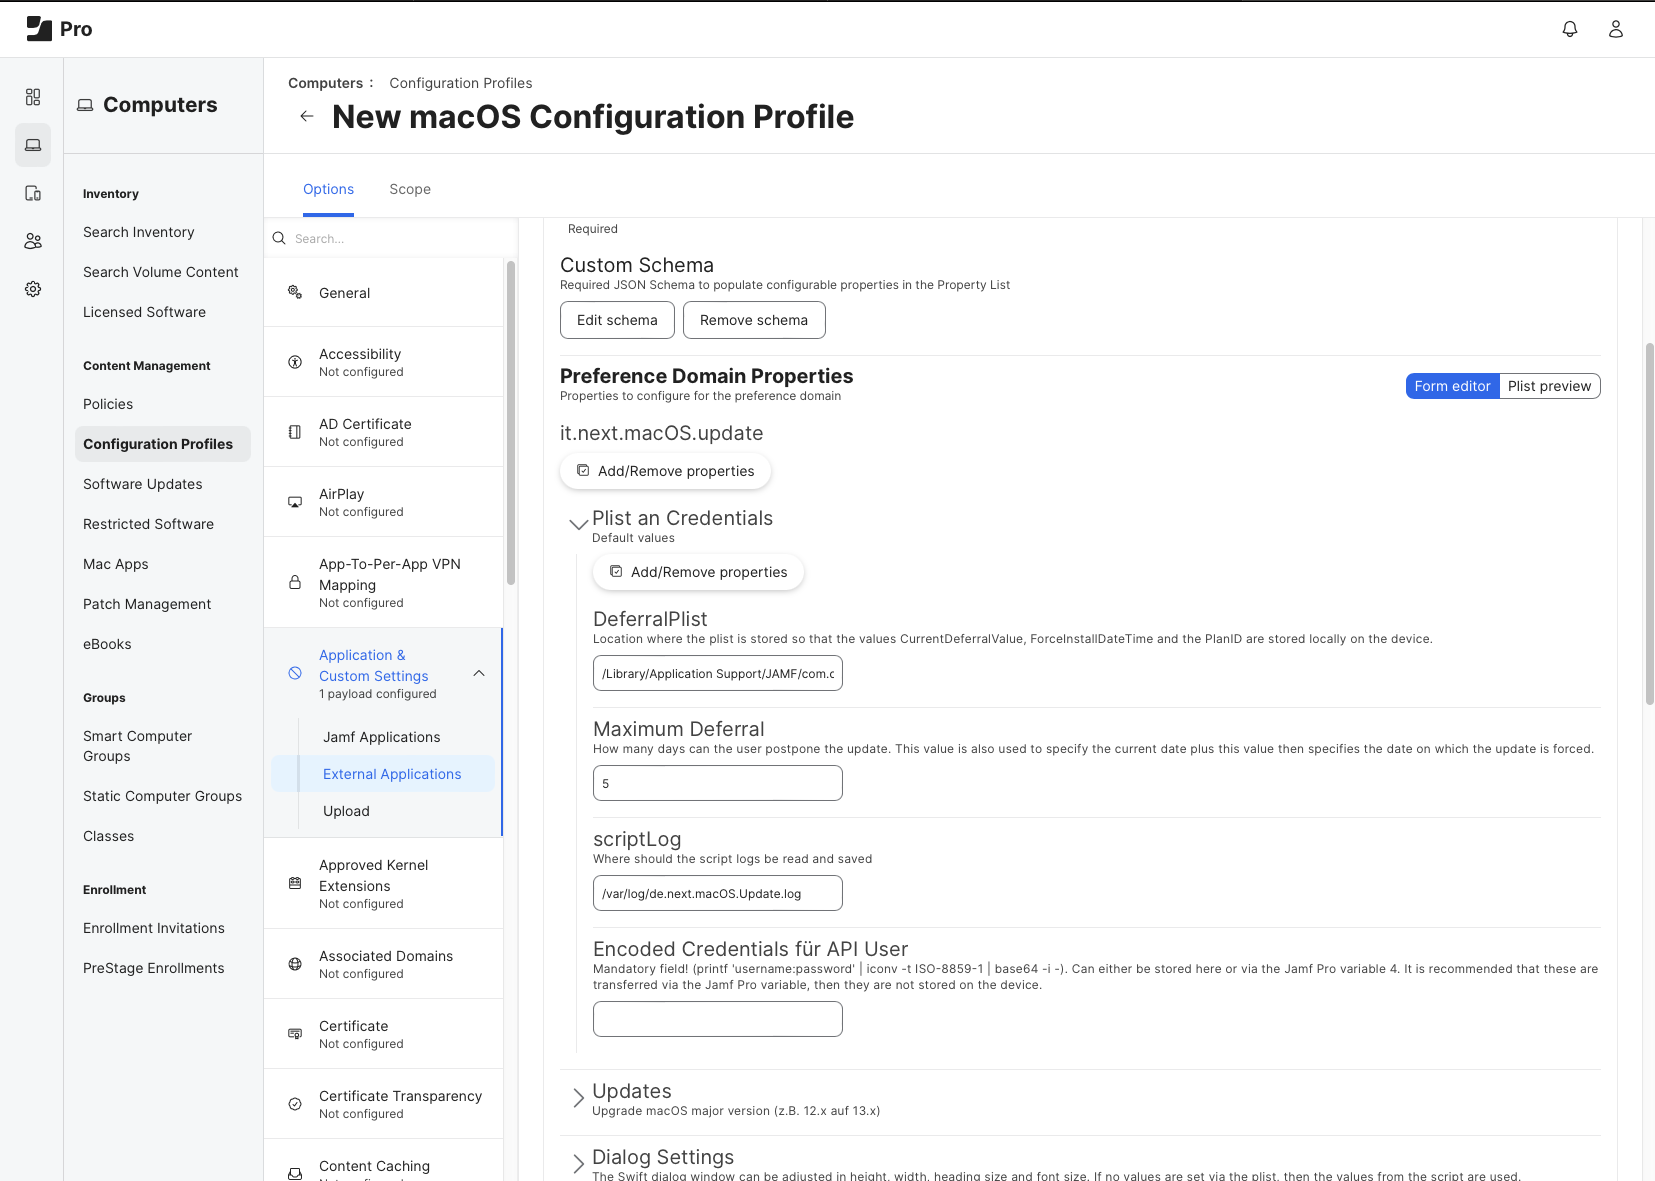 Pro
Computers
Inventory
Search Inventory
Search Volume Content
Licensed Software
Content Management
Policies
Configuration Profiles
Software Updates
Restricted Software
Mac Apps
Patch Management
eBooks
Groups
Smart Computer
Groups
Static Computer Groups
Classes
Enrollment
Enrollment Invitations
PreStage Enrollments
Computers : Configuration Profiles
New macOS Configuration Profile
Options Scope
Search...
General
Accessibility
Not configured
AD Certificate
Not configured
AirPlay
Not configured
App-To-Per-App VPN
Mapping
Not configured
Application &
Custom Settings
1 payload configured
Jamf Applications
External Applications
Upload
Approved Kernel
Extensions
Not configured
Associated Domains
Not configured
Certificate
Not configured
Certificate Transparency
Not configured
Content Caching
Required
Custom Schema
Required JSON Schema to populate configurable properties in the Property List
Edit schema Remove schema
Preference Domain Properties
Properties to configure for the preference domain
Form editor Plist preview
it.next.macOS.update
Add/Remove properties
Plist an Credentials
Default values
Add/Remove properties
DeferralPlist
Location where the plist is stored so that the values CurrentDeferralValue, ForceInstallDateTime and the PlanID are stored locally on the device.
/Library/Application Support/JAMF/com.c
Maximum Deferral
How many days can the user postpone the update. This value is also used to specify the current date plus this value then specifies the date on which the update is forced.
5
scriptLog
Where should the script logs be read and saved
/var/log/de.next.macOS.Update.log
Encoded Credentials für API User
Mandatory field! (printf 'username:password' | iconv -t ISO-8859-1 | base64 -i -). Can either be stored here or via the Jamf Pro variable 4. It is recommended that these are
transferred via the Jamf Pro variable, then they are not stored on the device.
Updates
Upgrade macOS major version (z.B. 12.x auf 13.x)
Dialog Settings
The Swift dialog window can be adjusted in height, width, heading size and font size. If no values are set via the plist, then the values from the script are used.